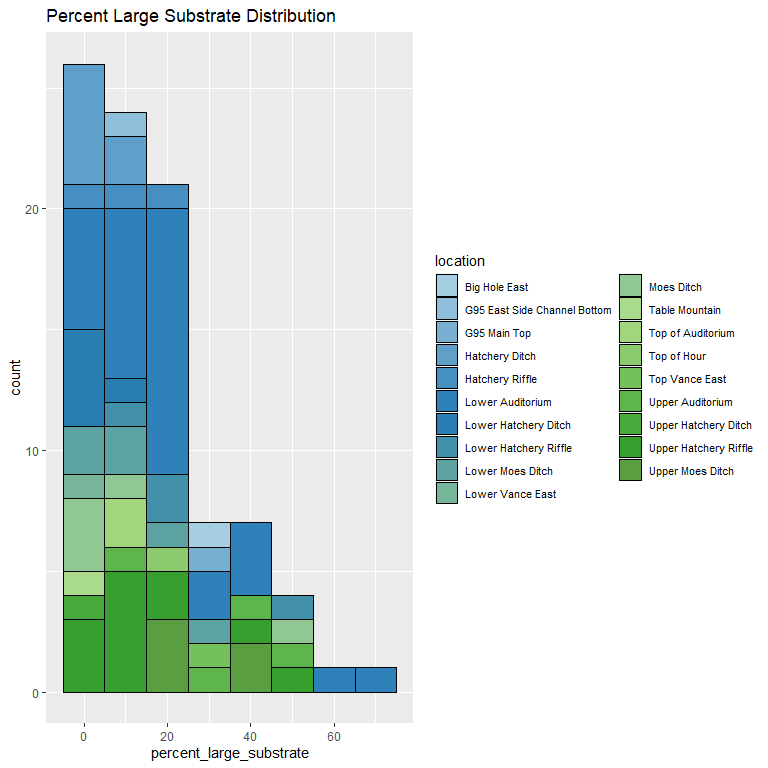 Percent Large Substrate Distribution
20
10
0
count
0 20 40 60
percent_large_substrate
location
Big Hole East
G95 East Side Channel Bottom
G95 Main Top
Hatchery Ditch
Hatchery Riffle
Lower Auditorium
Lower Hatchery Ditch
Lower Hatchery Riffle
Lower Moes Ditch
Lower Vance East
Moes Ditch
Table Mountain
Top of Auditorium
Top of Hour
Top Vance East
Upper Auditorium
Upper Hatchery Ditch
Upper Hatchery Riffle
Upper Moes Ditch